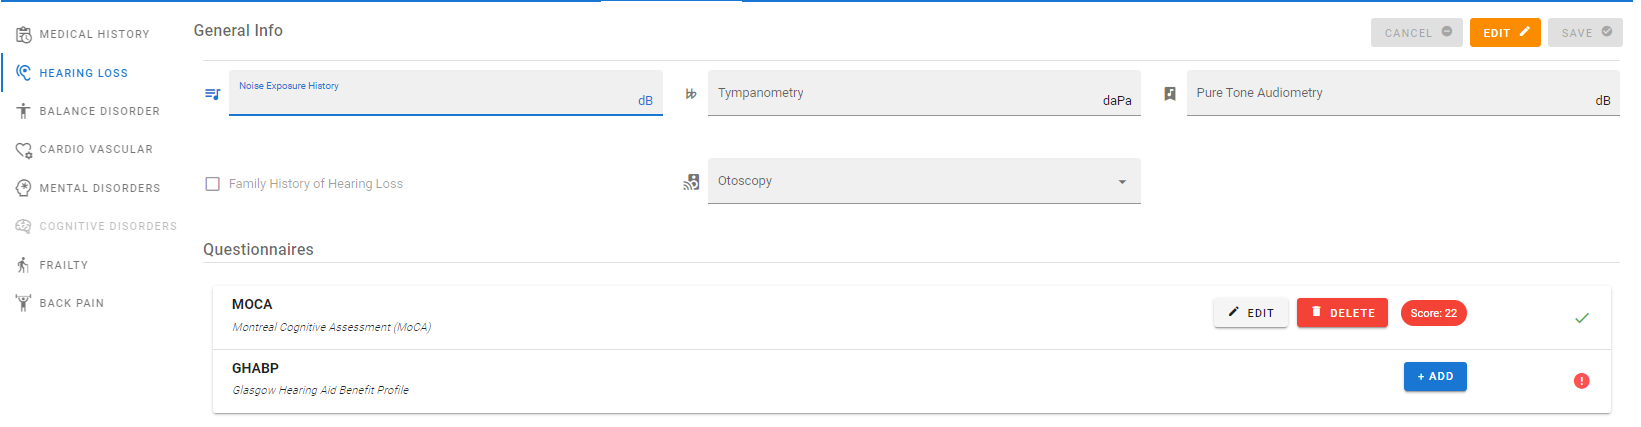 MEDICAL HISTORY
HEARING LOSS
BALANCE DISORDER
CARDIO VASCULAR
MENTAL DISORDERS
COGNITIVE DISORDERS
FRAILTY
BACK PAIN
General Info
CANCEL
EDIT
SAVE
Noise Exposure History
dB
Tympanometry
daPa
Pure Tone Audiometry
dB
Family History of Hearing Loss
Otoscopy
Questionnaires
MOCA
Montreal Cognitive Assessment (MoCA)
EDIT
DELETE
Score: 22
GHABP
Glasgow Hearing Aid Benefit Profile
+ ADD